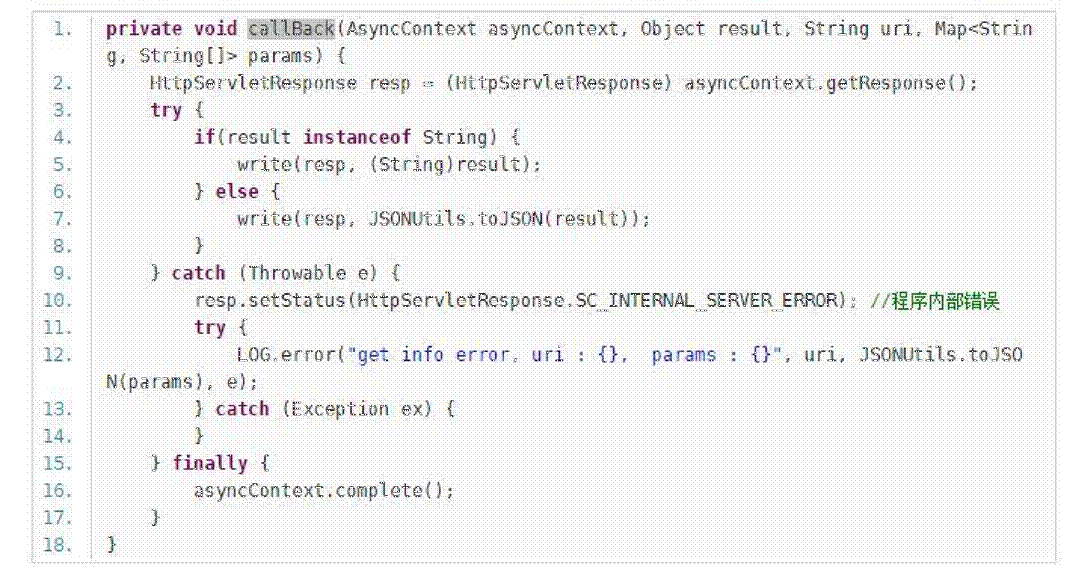 1. private void callBack(AsyncContext asyncContext, Object result, String uri, Map<Strin
g, String[]> params) {
2. HttpServletResponse resp = (HttpServletResponse) asyncContext.getResponse();
3. try {
4. if(result instanceof String) {
5. write(resp, (String)result);
6. } else {
7. write(resp, JSONUtils.toJSON(result));
8. }
9. } catch (Throwable e) {
10. resp.setStatus(HttpServletResponse.SC_INTERNAL_SERVER_ERROR); //程序内部错误
11. try {
12. LOG.error("get info error, uri : {},  params : {}", uri, JSONUtils.toJSO
N(params), e);
13. } catch (Exception ex) {
14. }
15. } finally {
16. asyncContext.complete();
17. }
18. }